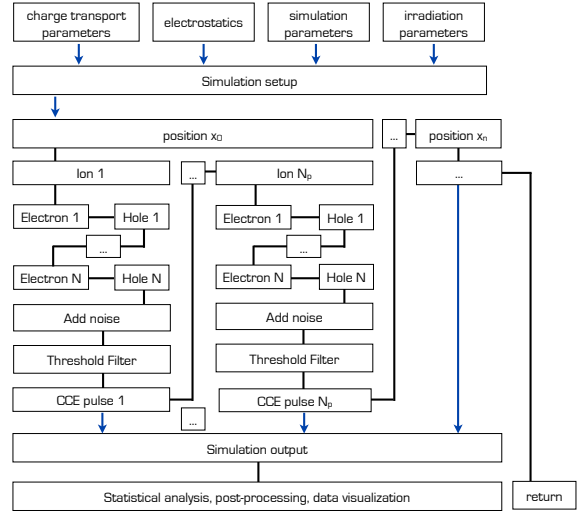 charge transport
parameters
electrostatics
simulation
parameters
irradiation
parameters
Simulation setup
position x₀
...
position xₙ
Ion 1
...
Ion Nₚ
...
Electron 1
Hole 1
Electron 1
Hole 1
...
...
Electron N
Hole N
Electron N
Hole N
Add noise
Add noise
Threshold Filter
Threshold Filter
CCE pulse 1
CCE pulse Nₚ
...
Simulation output
Statistical analysis, post-processing, data visualization
return